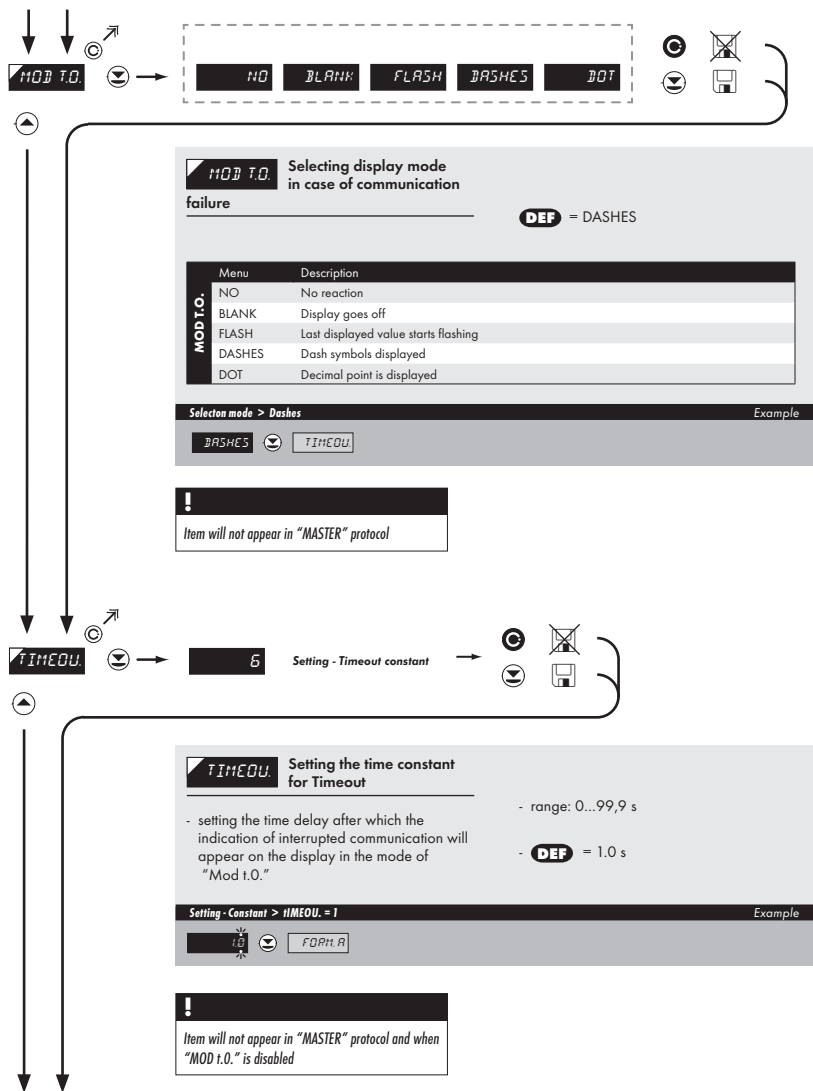 MOD T.O.
NO BLANK FLASH DASHES DOT
MOD T.O.
Selecting display mode
in case of communication
failure
DEF = DASHES
MOD T.O.
Menu Description
NO No reaction
BLANK Display goes off
FLASH Last displayed value starts flashing
DASHES Dash symbols displayed
DOT Decimal point is displayed
Selecton mode > Dashes Example
DASHES TIMEOU.
!
Item will not appear in “MASTER” protocol
TIMEOU.
6 Setting - Timeout constant
TIMEOU.
Setting the time constant
for Timeout
- setting the time delay after which the
indication of interrupted communication will
appear on the display in the mode of
“Mod t.0.”
- range: 0...99,9 s
- DEF = 1.0 s
Setting - Constant > tIMEOU. = 1 Example
1.0 FORM. A
!
Item will not appear in “MASTER” protocol and when
“MOD t.0.” is disabled